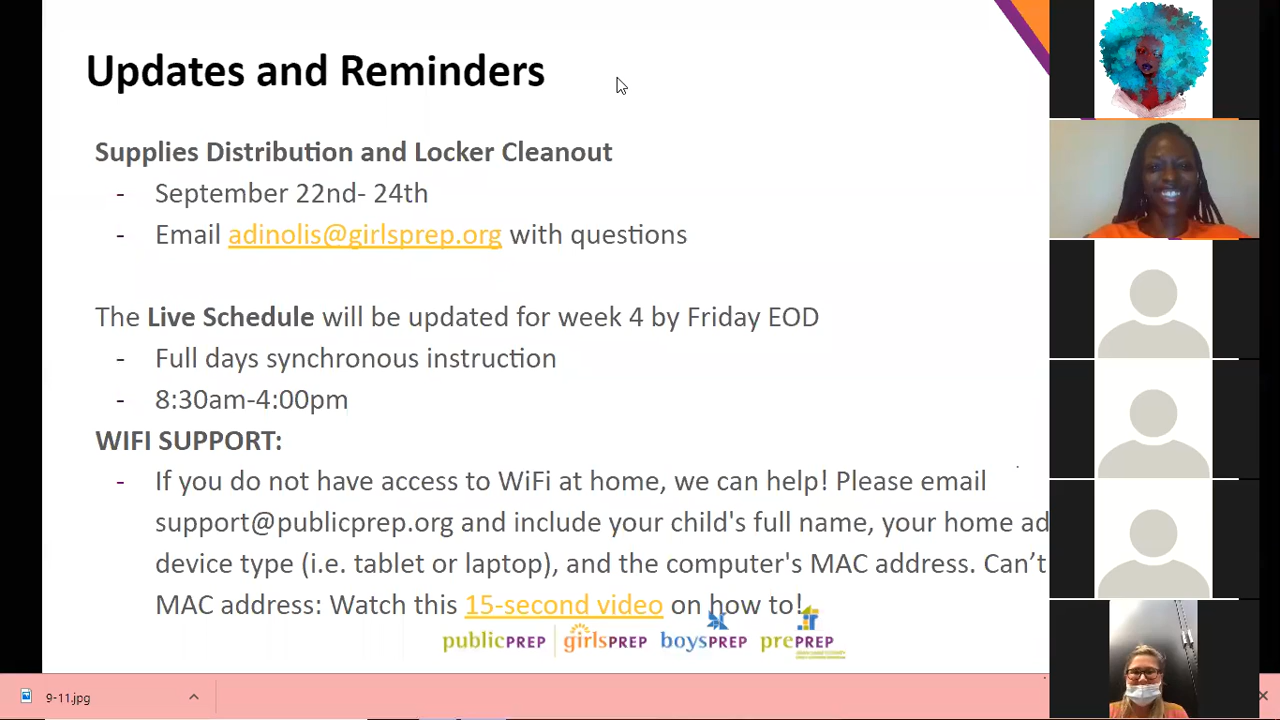 Updates and Reminders
Supplies Distribution and Locker Cleanout
- September 22nd- 24th
- Email adinolis@girlsprep.org with questions
The Live Schedule will be updated for week 4 by Friday EOD
- Full days synchronous instruction
- 8:30am-4:00pm
WIFI SUPPORT:
- If you do not have access to WiFi at home, we can help! Please email
support@publicprep.org and include your child's full name, your home ad
device type (i.e. tablet or laptop), and the computer's MAC address. Can't
MAC address: Watch this 15-second video on how to!
publicPREP girlsPREP boysPREP prePREP
9-11.jpg